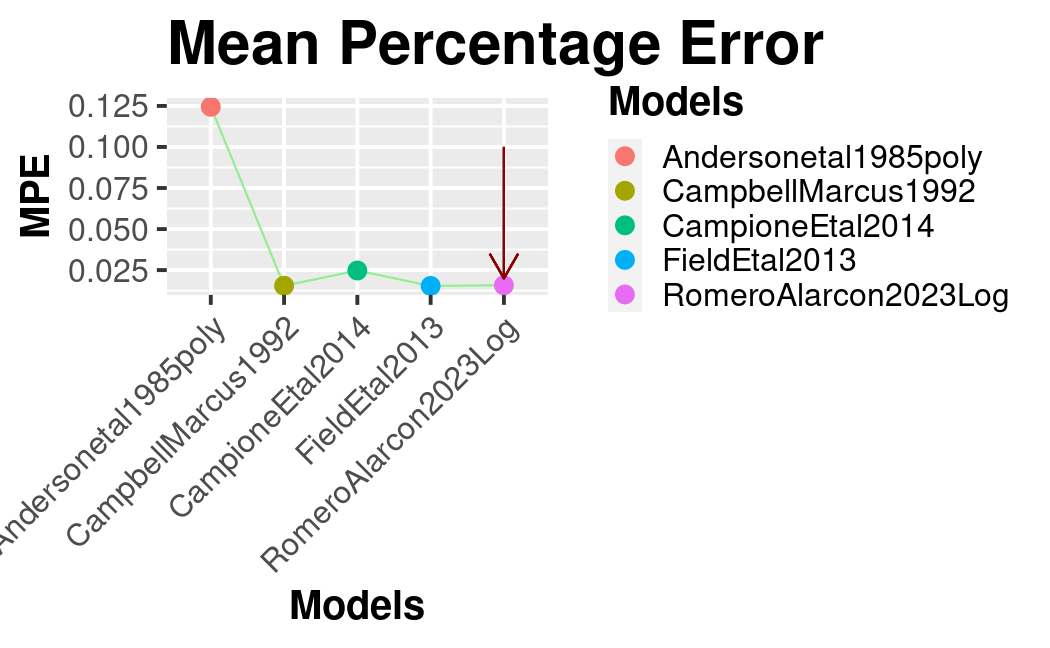 Mean Percentage Error
MPE
0.125
0.100
0.075
0.050
0.025
Andersonetal1985poly
CampbellMarcus1992
CampioneEtal2014
FieldEtal2013
RomeroAlarcon2023Log
Models
Models
Andersonetal1985poly
CampbellMarcus1992
CampioneEtal2014
FieldEtal2013
RomeroAlarcon2023Log